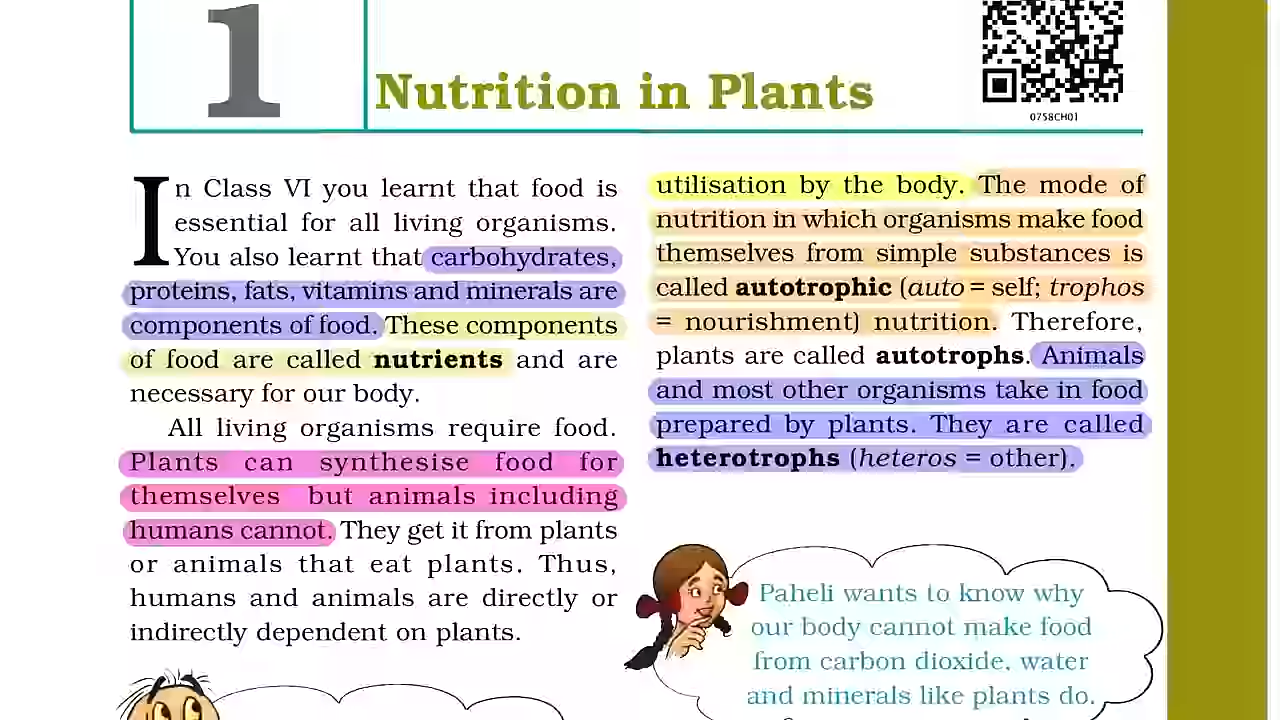 1
Nutrition in Plants
0758CH01
In Class VI you learnt that food is
essential for all living organisms.
You also learnt that carbohydrates,
proteins, fats, vitamins and minerals are
components of food. These components
of food are called nutrients and are
necessary for our body.
All living organisms require food.
Plants can synthesise food for
themselves but animals including
humans cannot. They get it from plants
or animals that eat plants. Thus,
humans and animals are directly or
indirectly dependent on plants.
utilisation by the body. The mode of
nutrition in which organisms make food
themselves from simple substances is
called autotrophic (auto = self; trophos
= nourishment) nutrition. Therefore,
plants are called autotrophs. Animals
and most other organisms take in food
prepared by plants. They are called
heterotrophs (heteros = other).
Paheli wants to know why
our body cannot make food
from carbon dioxide, water
and minerals like plants do.